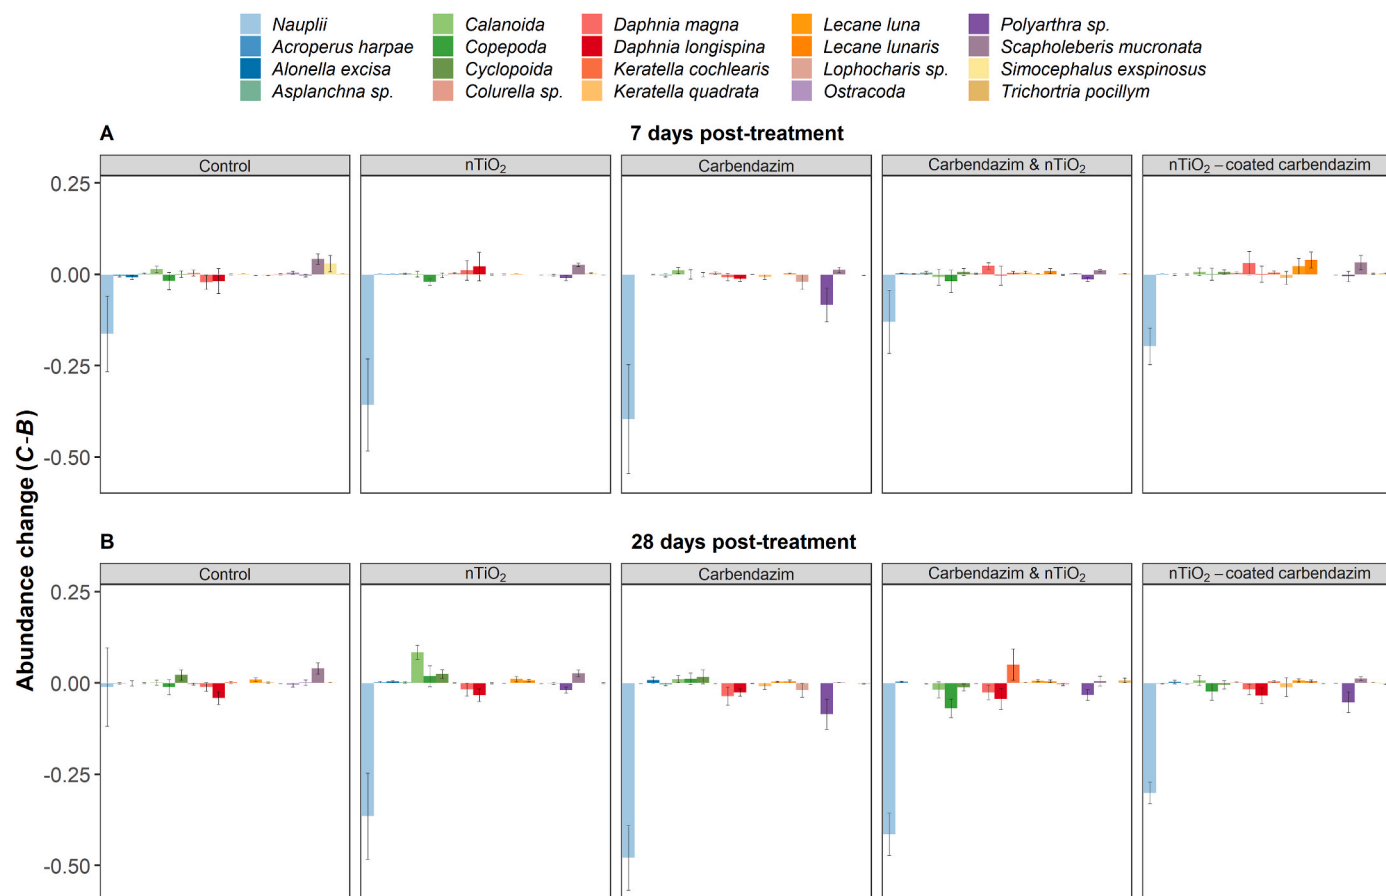 Nauplii Calanoida Daphnia magna Lecane luna Polyarthra sp.
Acroperus harpae Copepoda Daphnia longispina Lecane lunaris Scapholeberis mucronata
Alonella excisa Cyclopoida Keratella cochlearis Lophocharis sp. Simocephalus exspinosus
Asplanchna sp. Colurella sp. Keratella quadrata Ostracoda Trichortria pocillym
A 7 days post-treatment
Control nTiO₂ Carbendazim Carbendazim & nTiO₂ nTiO₂ – coated carbendazim
0.25
0.00
-0.25
-0.50
Abundance change (C-B)
B 28 days post-treatment
Control nTiO₂ Carbendazim Carbendazim & nTiO₂ nTiO₂ – coated carbendazim
0.25
0.00
-0.25
-0.50